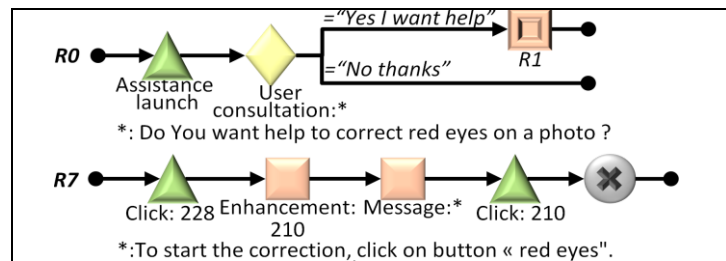 ="Yes I want help"
R0
R1
Assistance
launch
="No thanks"
User
consultation:*
*: Do You want help to correct red eyes on a photo ?
R7
Click: 228
Enhancement:
210
Message:*
Click: 210
*:To start the correction, click on button « red eyes".